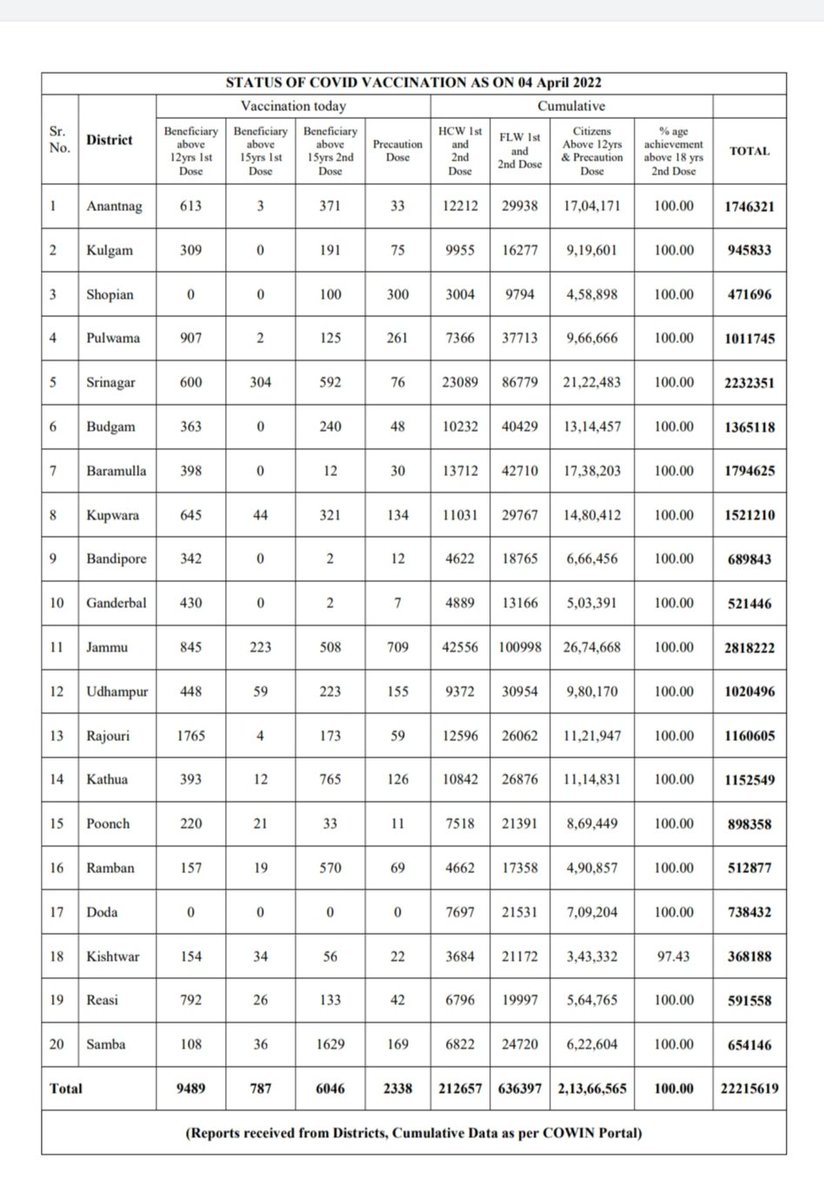 STATUS OF COVID VACCINATION AS ON 04 April 2022
Sr. No. District Vaccination today Cumulative
Beneficiary above 12yrs 1st Dose Beneficiary above 15yrs 1st Dose Beneficiary above 15yrs 2nd Dose Precaution Dose HCW 1st and 2nd Dose FLW 1st and 2nd Dose Citizens Above 12yrs & Precaution Dose % age achievement above 18 yrs 2nd Dose TOTAL
1 Anantnag 613 3 371 33 12212 29938 17,04,171 100.00 1746321
2 Kulgam 309 0 191 75 9955 16277 9,19,601 100.00 945833
3 Shopian 0 0 100 300 3004 9794 4,58,898 100.00 471696
4 Pulwama 907 2 125 261 7366 37713 9,66,666 100.00 1011745
5 Srinagar 600 304 592 76 23089 86779 21,22,483 100.00 2232351
6 Budgam 363 0 240 48 10232 40429 13,14,457 100.00 1365118
7 Baramulla 398 0 12 30 13712 42710 17,38,203 100.00 1794625
8 Kupwara 645 44 321 134 11031 29767 14,80,412 100.00 1521210
9 Bandipore 342 0 2 12 4622 18765 6,66,456 100.00 689843
10 Ganderbal 430 0 2 7 4889 13166 5,03,391 100.00 521446
11 Jammu 845 223 508 709 42556 100998 26,74,668 100.00 2818222
12 Udhampur 448 59 223 155 9372 30954 9,80,170 100.00 1020496
13 Rajouri 1765 4 173 59 12596 26062 11,21,947 100.00 1160605
14 Kathua 393 12 765 126 10842 26876 11,14,831 100.00 1152549
15 Poonch 220 21 33 11 7518 21391 8,69,449 100.00 898358
16 Ramban 157 19 570 69 4662 17358 4,90,857 100.00 512877
17 Doda 0 0 0 0 7697 21531 7,09,204 100.00 738432
18 Kishtwar 154 34 56 22 3684 21172 3,43,332 97.43 368188
19 Reasi 792 26 133 42 6796 19997 5,64,765 100.00 591558
20 Samba 108 36 1629 169 6822 24720 6,22,604 100.00 654146
Total 9489 787 6046 2338 212657 636397 2,13,66,565 100.00 22215619
(Reports received from Districts, Cumulative Data as per COWIN Portal)